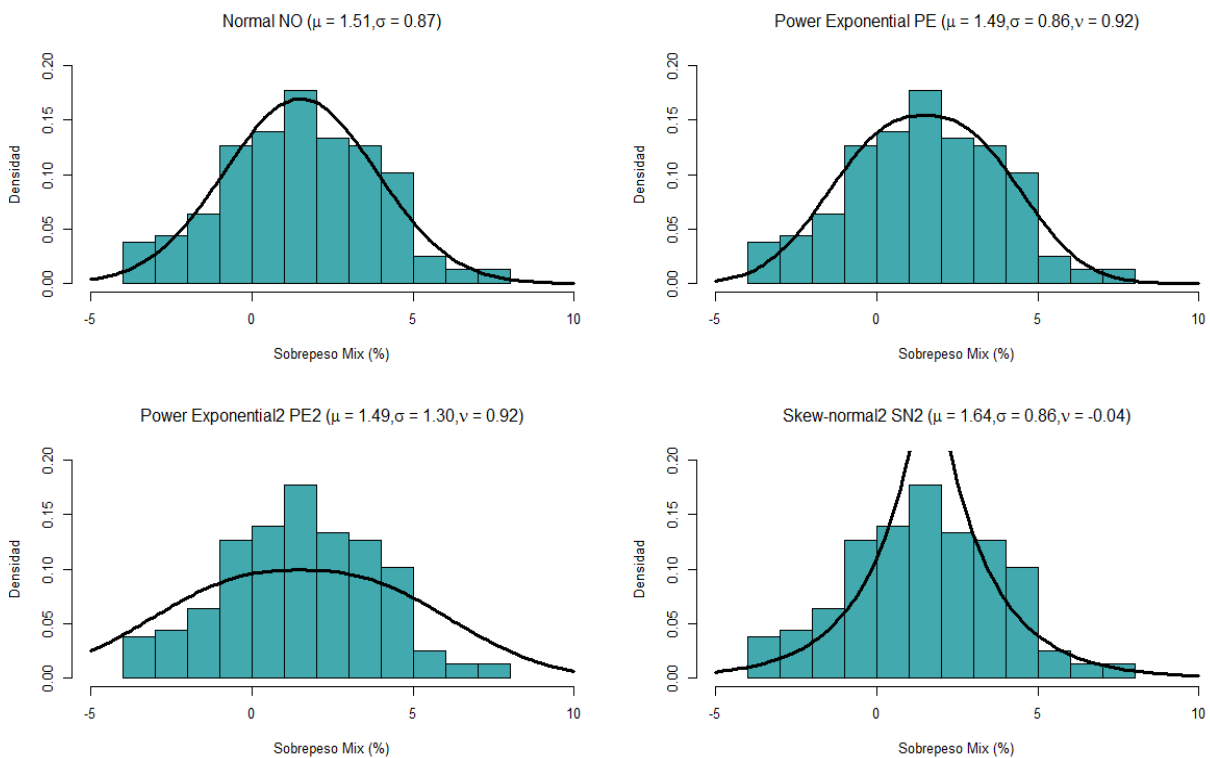 Normal NO (μ = 1.51,σ = 0.87)
0.20
0.15
0.10
0.05
0.00
Densidad
-5 0 5 10
Sobrepeso Mix (%)
Power Exponential PE (μ = 1.49,σ = 0.86,ν = 0.92)
0.20
0.15
0.10
0.05
0.00
Densidad
-5 0 5 10
Sobrepeso Mix (%)
Power Exponential2 PE2 (μ = 1.49,σ = 1.30,ν = 0.92)
0.20
0.15
0.10
0.05
0.00
Densidad
-5 0 5 10
Sobrepeso Mix (%)
Skew-normal2 SN2 (μ = 1.64,σ = 0.86,ν = -0.04)
0.20
0.15
0.10
0.05
0.00
Densidad
-5 0 5 10
Sobrepeso Mix (%)